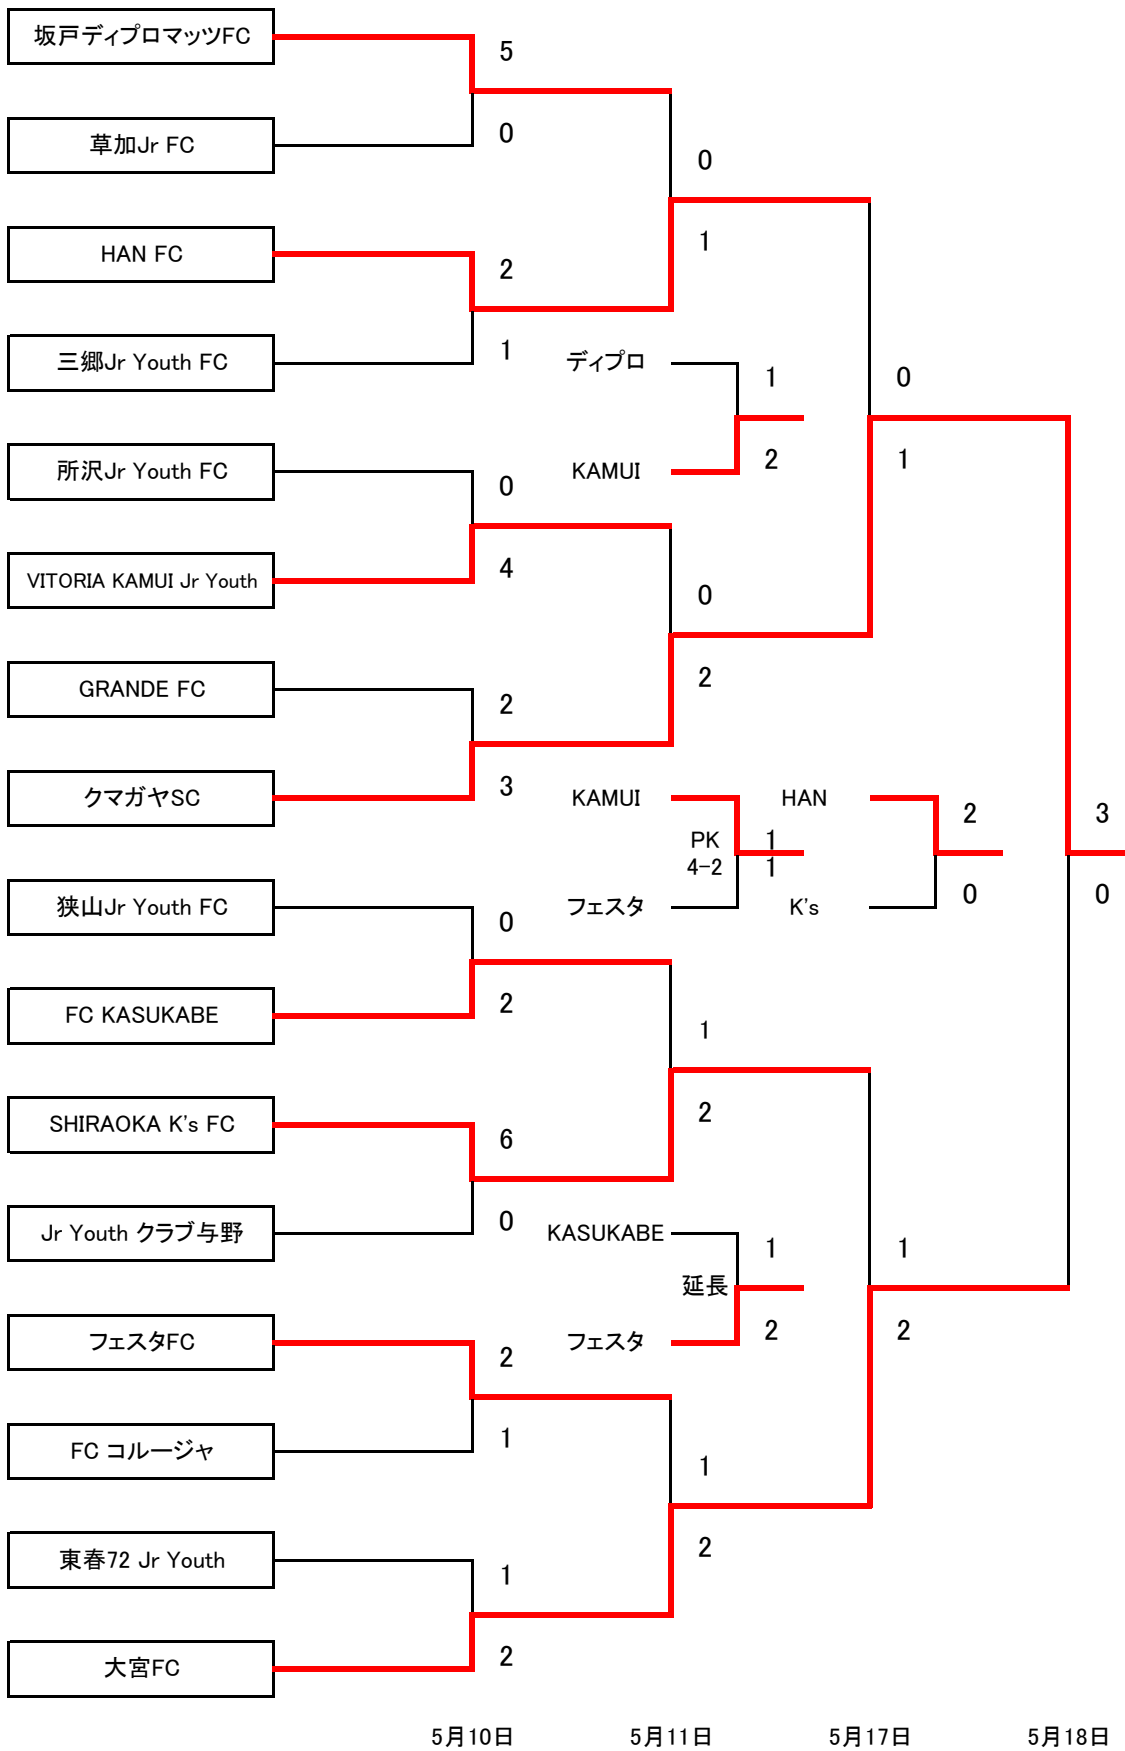 坂戸ディプロマッツFC
5
0
草加Jr FC
0
1
HAN FC
2
1
三郷Jr Youth FC
ディプロ
1
0
所沢Jr Youth FC
KAMUI
2
1
0
VITORIA KAMUI Jr Youth
4
0
2
GRANDE FC
2
3
クマガヤSC
KAMUI
HAN
2
3
PK
4-2
1
1
狭山Jr Youth FC
フェスタ
K's
0
0
0
FC KASUKABE
2
1
2
SHIRAOKA K's FC
6
0
Jr Youth クラブ与野
KASUKABE
1
1
延長
フェスタFC
フェスタ
2
2
2
FC コルージャ
1
1
2
東春72 Jr Youth
1
2
大宮FC
5月10日
5月11日
5月17日
5月18日